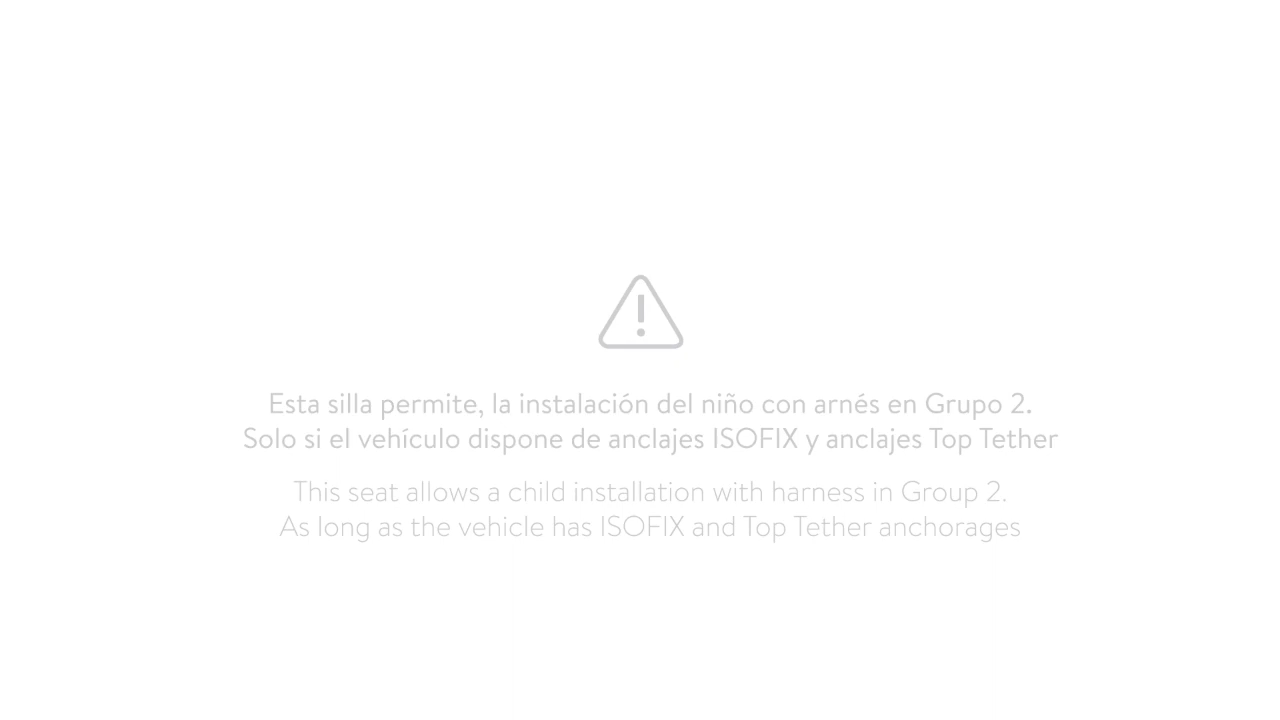 Esta silla permite, la instalación del niño con arnés en Grupo 2.
Solo si el vehículo dispone de anclajes ISOFIX y anclajes Top Tether
This seat allows a child installation with harness in Group 2.
As long as the vehicle has ISOFIX and Top Tether anchorages